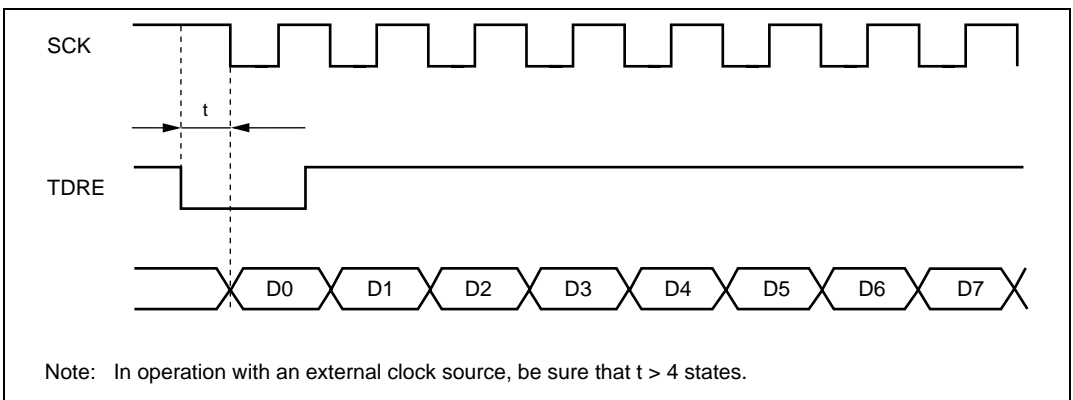 SCK
t
TDRE
D0 D1 D2 D3 D4 D5 D6 D7
Note: In operation with an external clock source, be sure that t > 4 states.